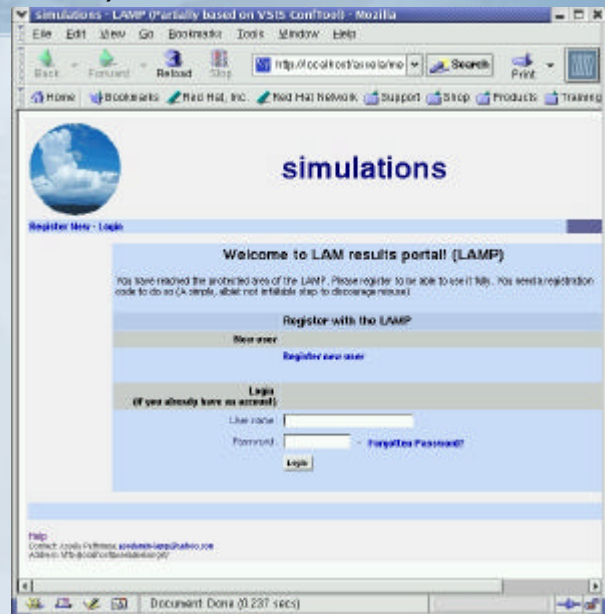 simulations - LAMP (Partially based on VSIS ConfTool) - Mozilla
File Edit View Go Bookmarks Tools Window Help
Back Forward Reload Stop Search Print
Home Bookmarks Red Hat, Inc. Red Hat Network Support Shop Products Training
simulations
Register New - Login
Welcome to LAM results portal! (LAMP)
You have reached the protected area of the LAMP. Please register to be able to use it fully. You need a registration
code to do so (A simple, albeit not infallible step to discourage misuse)
Register with the LAMP
New user
Register new user
Login
(If you already have an account)
User name
Password - Forgotten Password?
Login
Help
Contact:
Address:
Document: Done (0.237 secs)